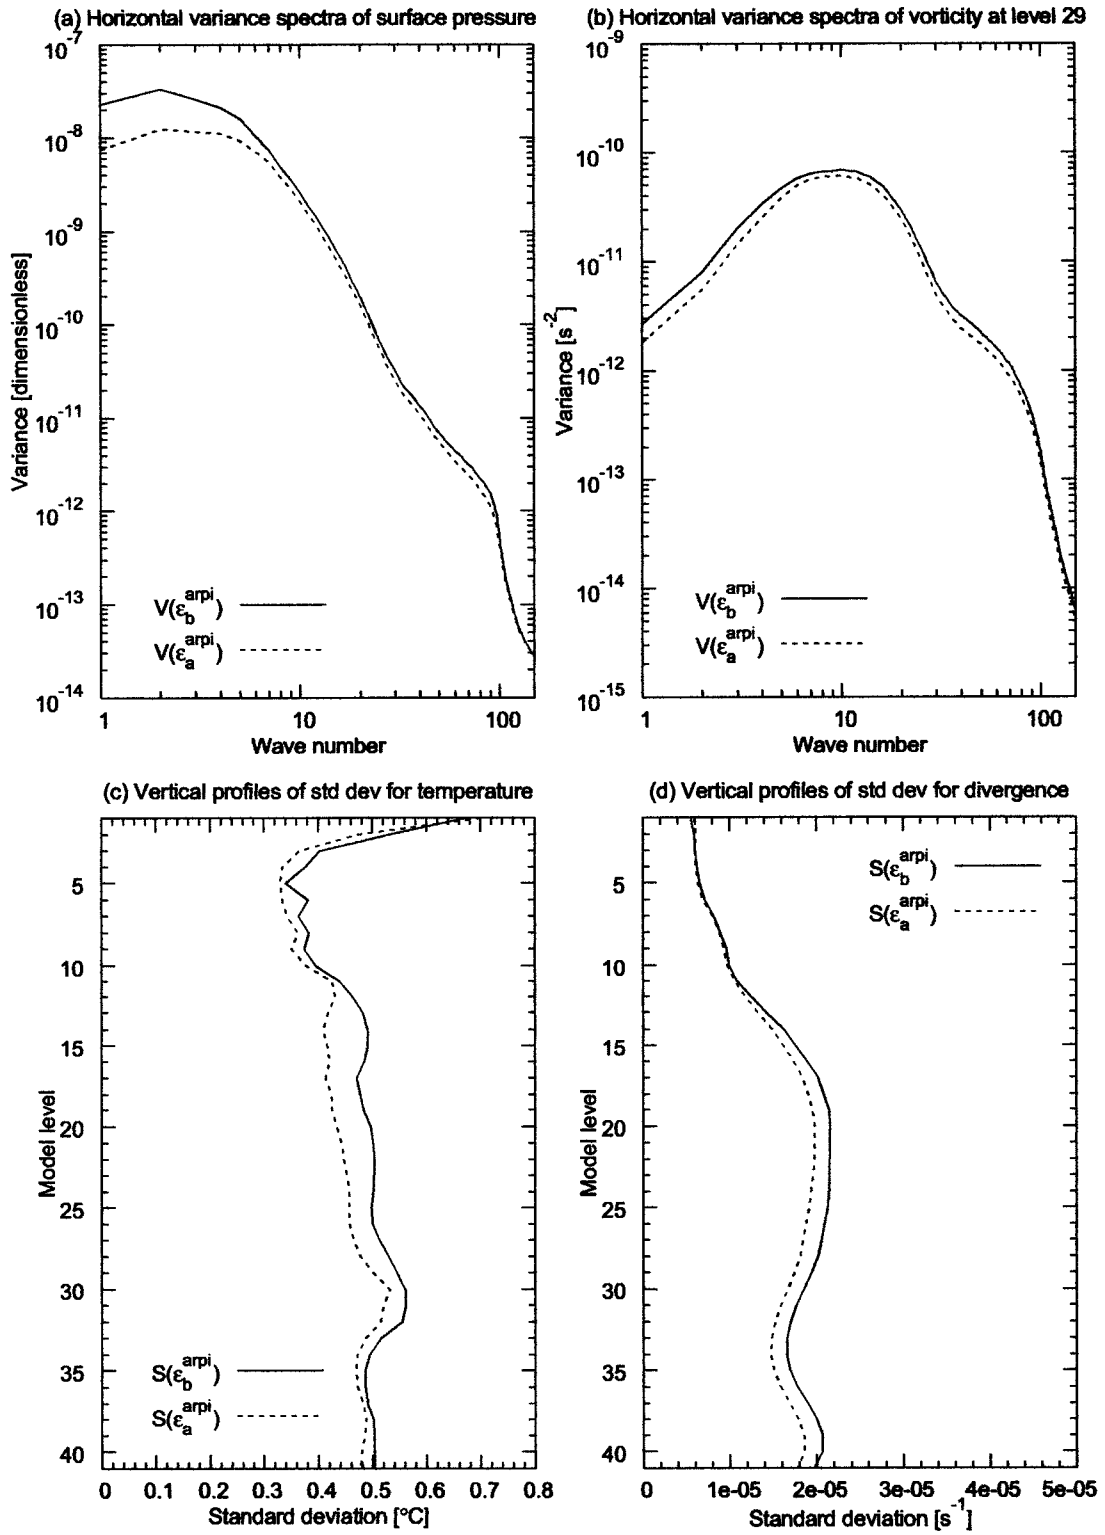 (a) Horizontal variance spectra of surface pressure
10^-7
10^-8
10^-9
10^-10
10^-11
10^-12
10^-13
10^-14
Variance [dimensionless]
V(ε_b^arpi)
V(ε_a^arpi)
1 10 100
Wave number
(b) Horizontal variance spectra of vorticity at level 29
10^-9
10^-10
10^-11
10^-12
10^-13
10^-14
10^-15
Variance [s^-2]
V(ε_b^arpi)
V(ε_a^arpi)
1 10 100
Wave number
(c) Vertical profiles of std dev for temperature
5
10
15
20
25
30
35
40
Model level
S(ε_b^arpi)
S(ε_a^arpi)
0 0.1 0.2 0.3 0.4 0.5 0.6 0.7 0.8
Standard deviation [°C]
(d) Vertical profiles of std dev for divergence
S(ε_b^arpi)
S(ε_a^arpi)
5
10
15
20
25
30
35
40
Model level
0 1e-05 2e-05 3e-05 4e-05 5e-05
Standard deviation [s^-1]